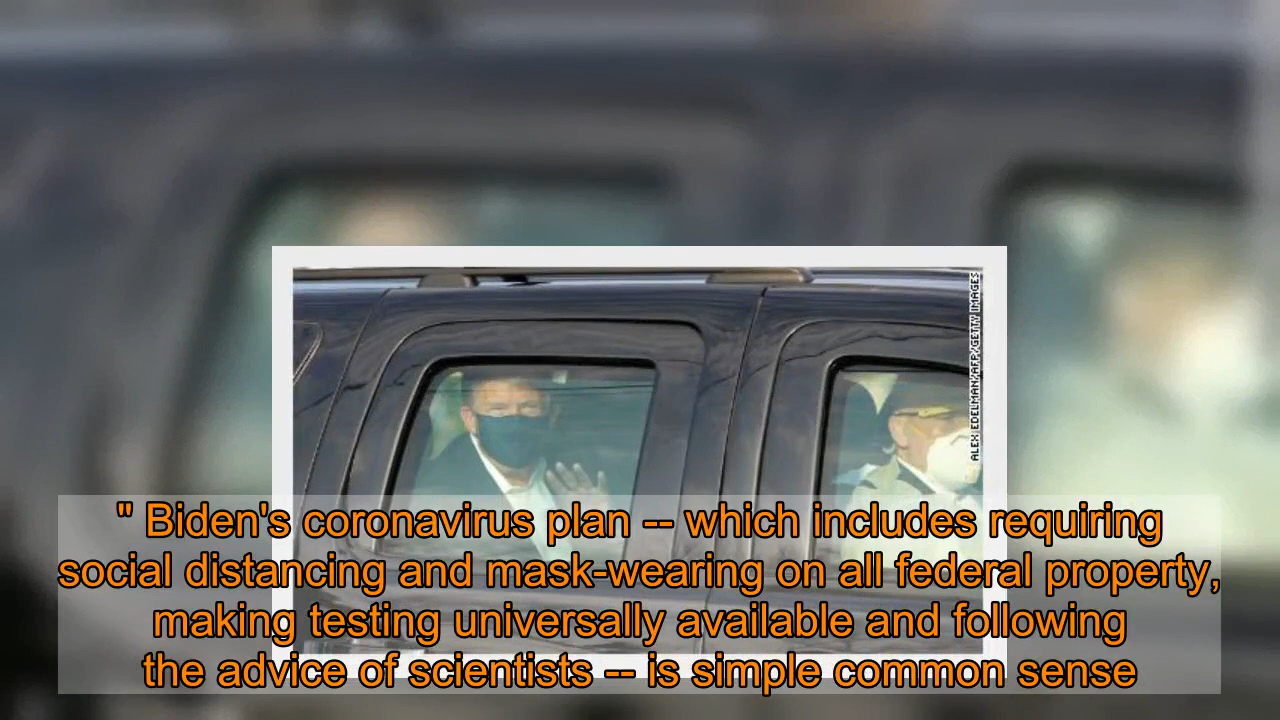 ALEX EDELMAN/AFP/GETTY IMAGES
" Biden's coronavirus plan -- which includes requiring
social distancing and mask-wearing on all federal property,
making testing universally available and following
the advice of scientists -- is simple common sense